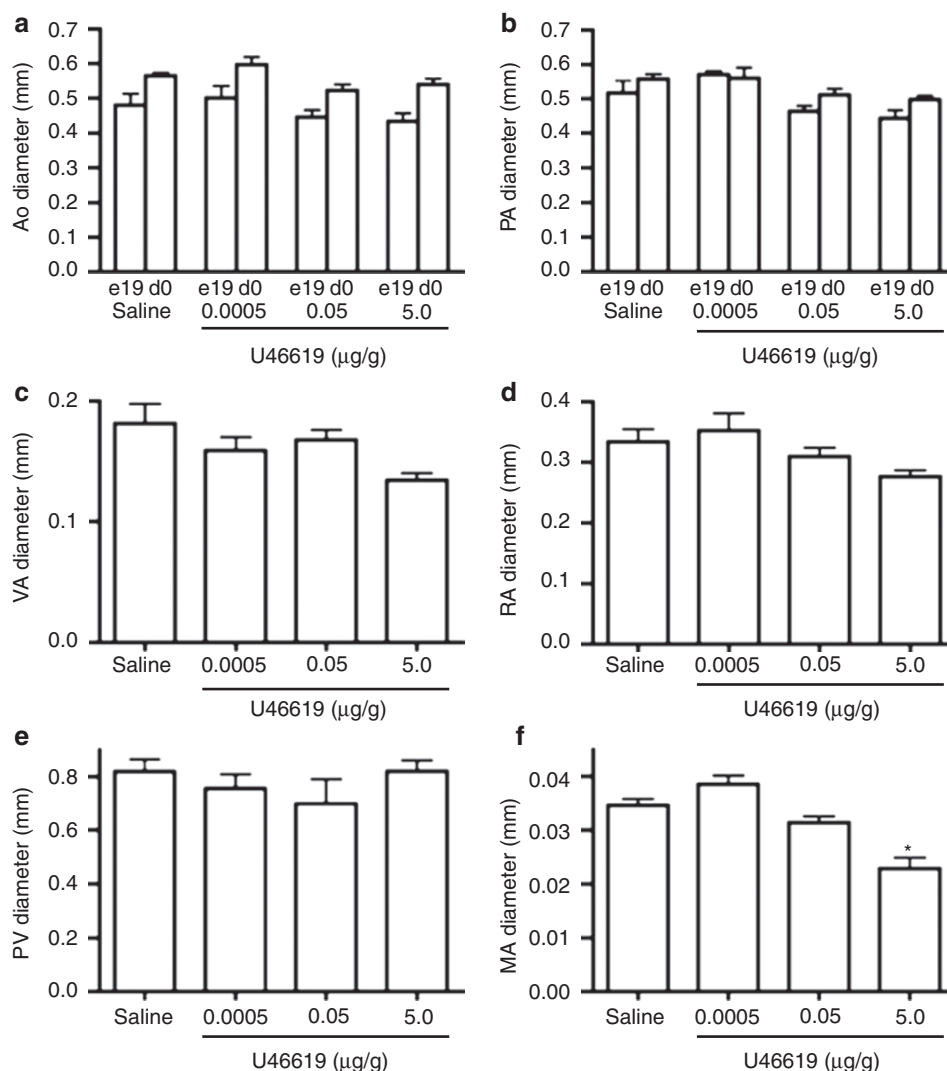 a
Ao diameter (mm)
0.7
0.6
0.5
0.4
0.3
0.2
0.1
0.0
e19 d0 e19 d0 e19 d0 e19 d0
Saline 0.0005 0.05 5.0
U46619 (µg/g)
b
PA diameter (mm)
0.7
0.6
0.5
0.4
0.3
0.2
0.1
0.0
e19 d0 e19 d0 e19 d0 e19 d0
Saline 0.0005 0.05 5.0
U46619 (µg/g)
c
VA diameter (mm)
0.2
0.1
0.0
Saline 0.0005 0.05 5.0
U46619 (µg/g)
d
RA diameter (mm)
0.4
0.3
0.2
0.1
0.0
Saline 0.0005 0.05 5.0
U46619 (µg/g)
e
PV diameter (mm)
0.8
0.6
0.4
0.2
0.0
Saline 0.0005 0.05 5.0
U46619 (µg/g)
f
MA diameter (mm)
0.04
0.03
0.02
0.01
0.00
*
Saline 0.0005 0.05 5.0
U46619 (µg/g)